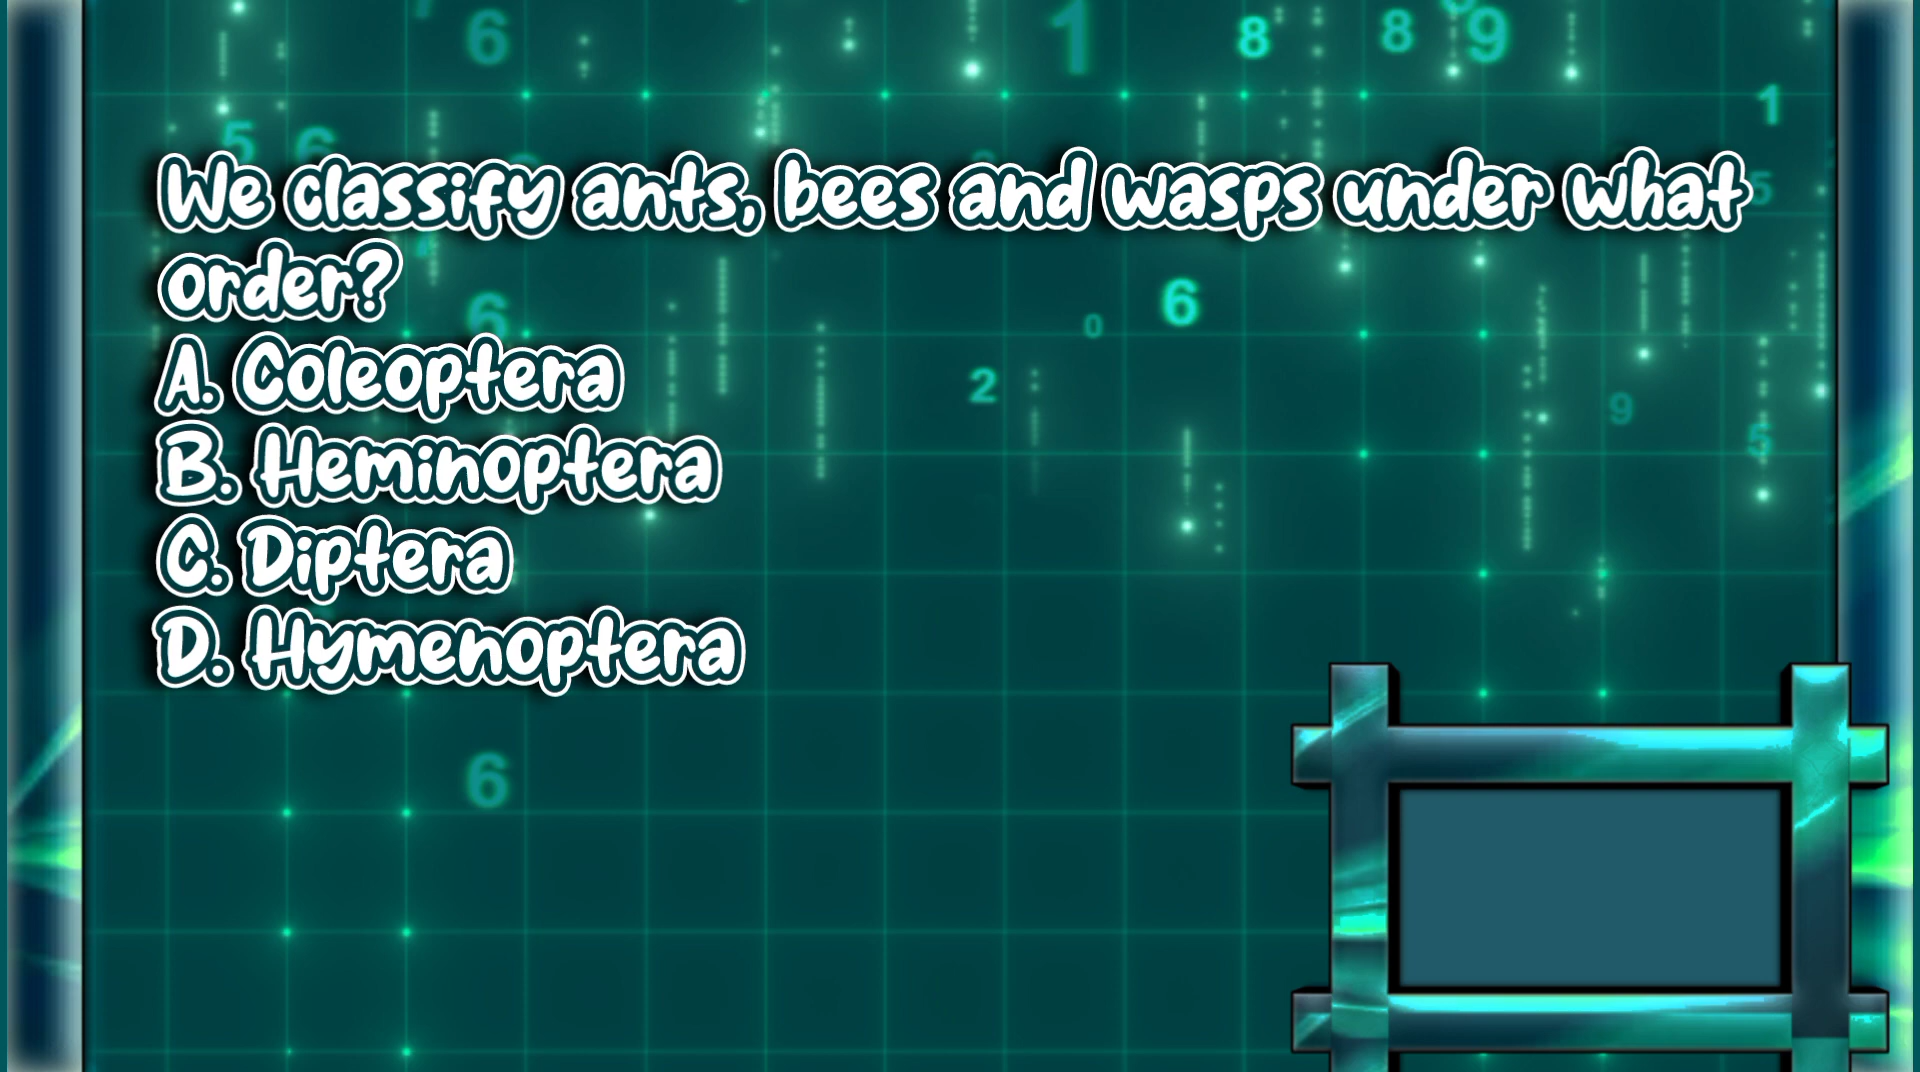 We classify ants, bees and wasps under what
order?
A. Coleoptera
B. Heminoptera
C. Diptera
D. Hymenoptera